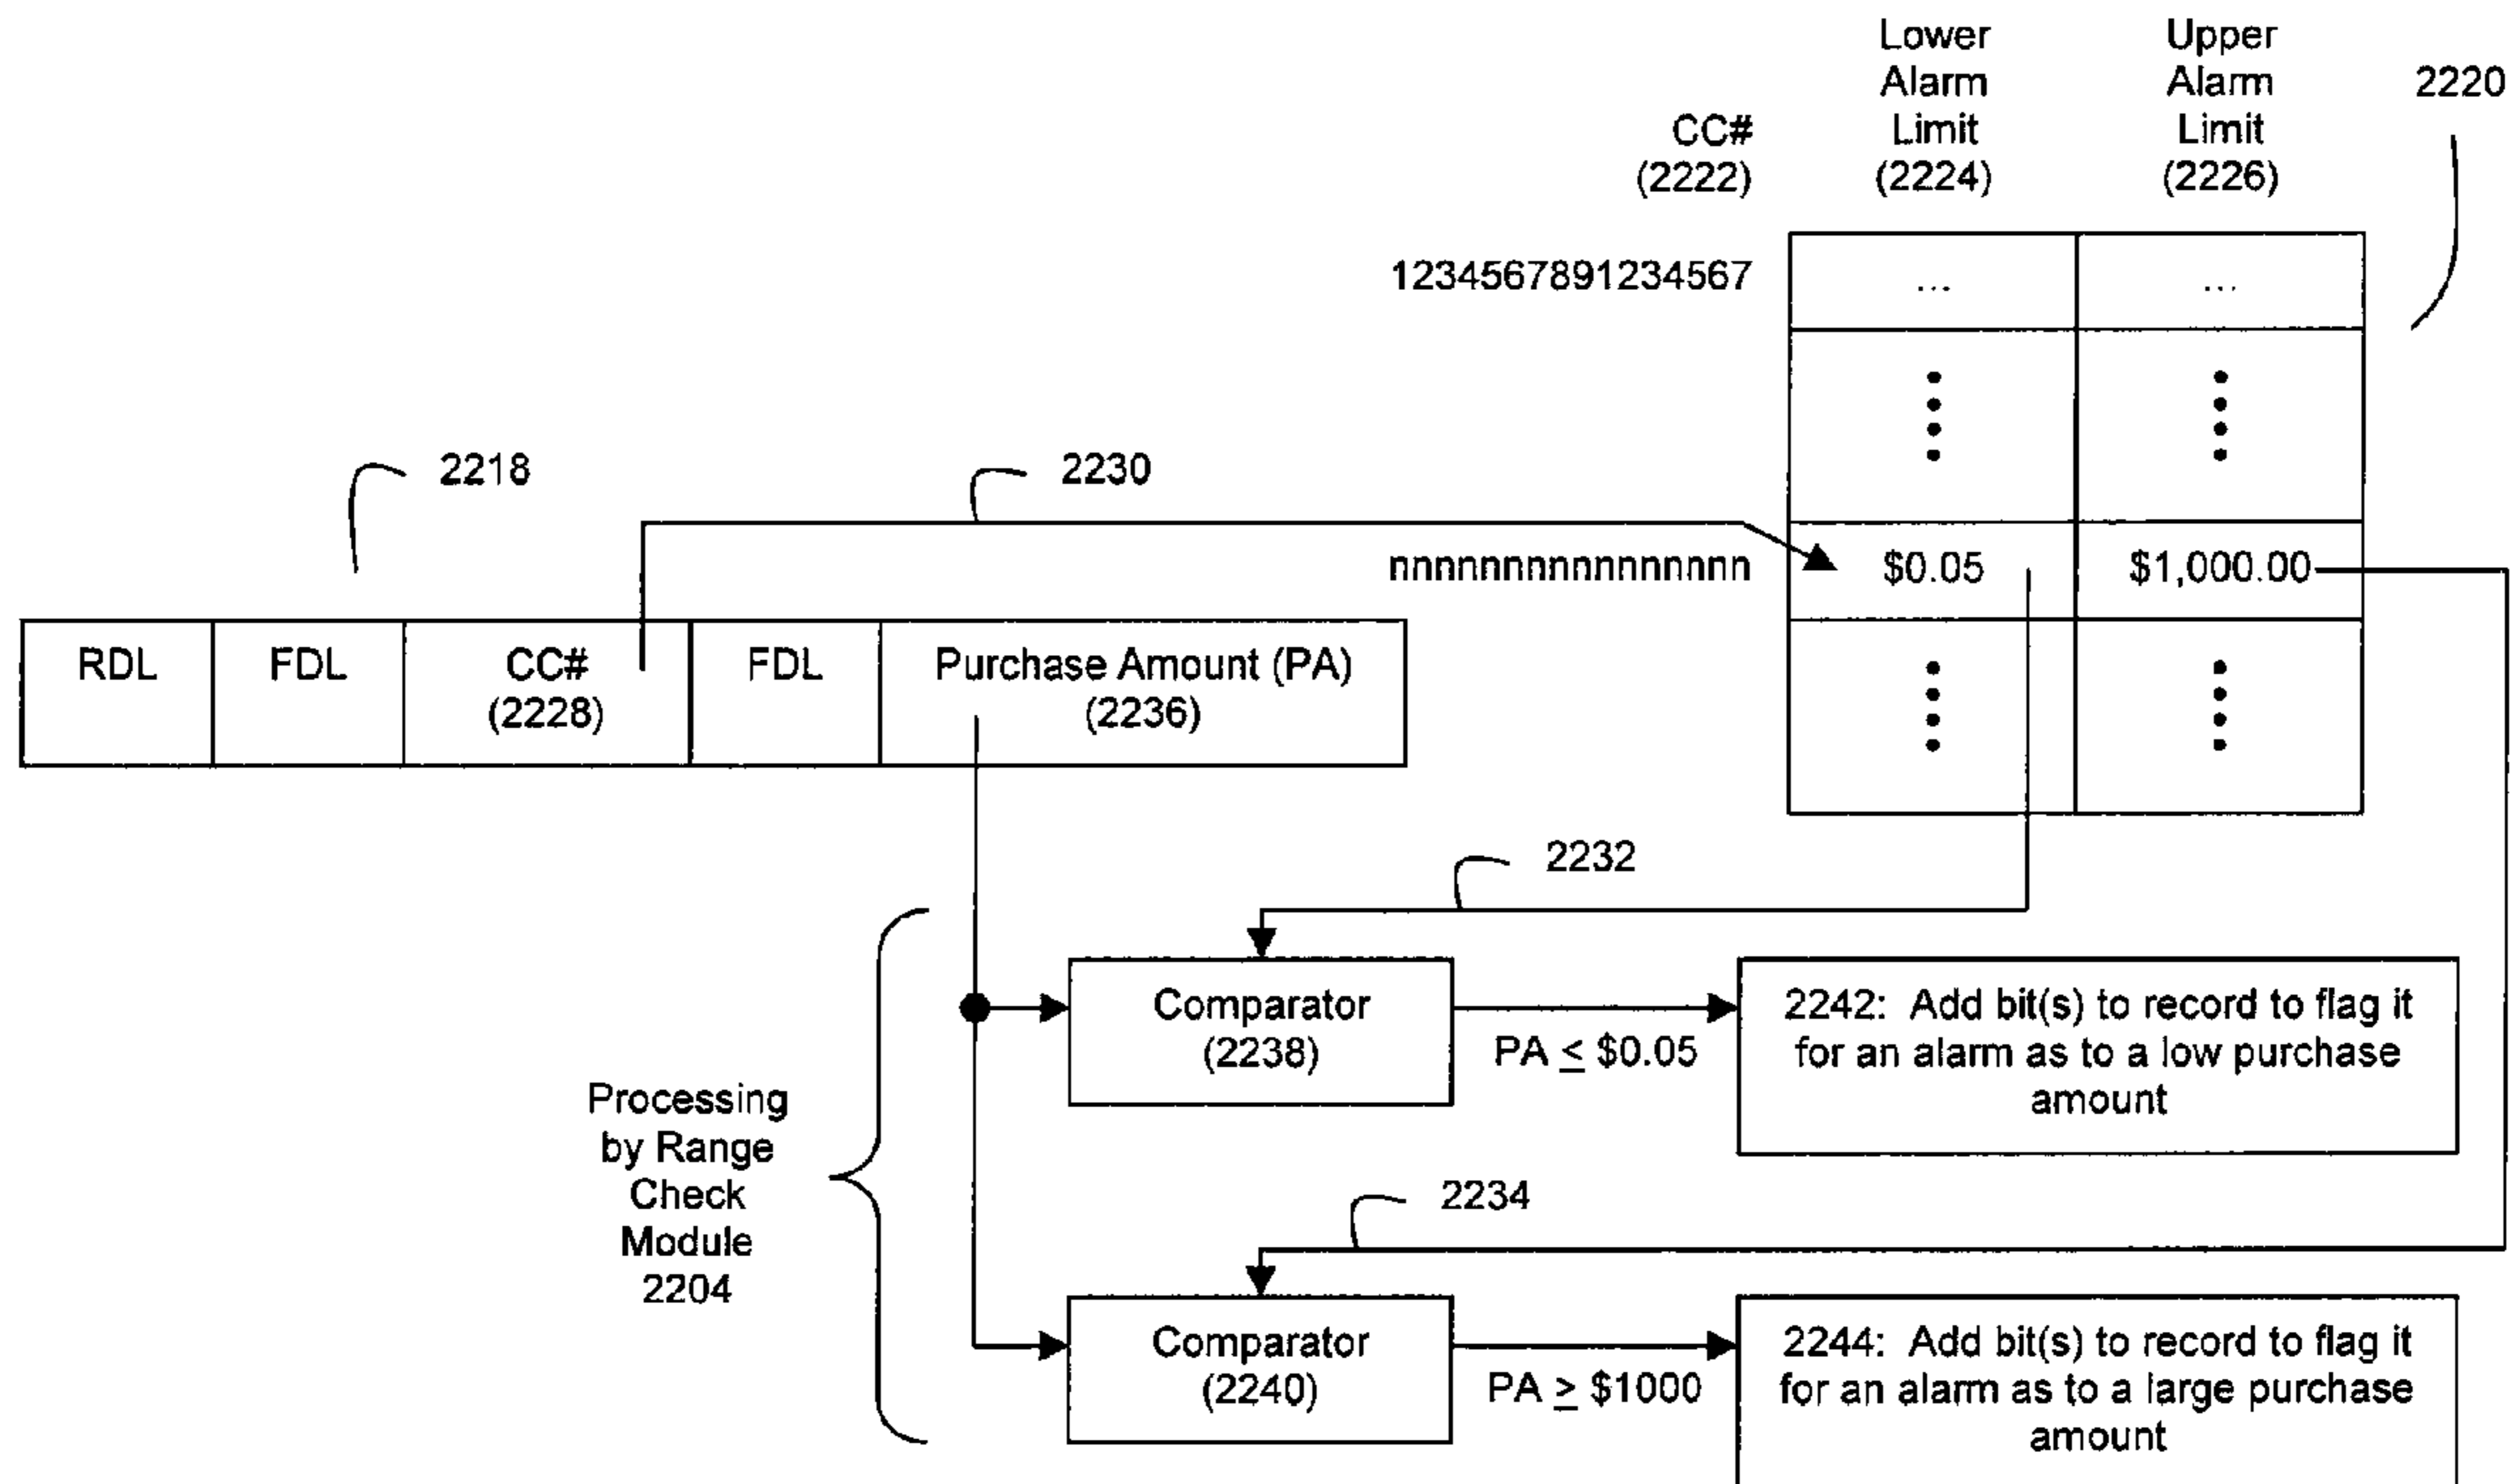 Lower
Alarm
Limit
(2224)
Upper
Alarm
Limit
(2226)
2220
CC#
(2222)
1234567891234567
...
...
2218
2230
nnnnnnnnnnnnnnnn
$0.05
$1,000.00
RDL
FDL
CC#
(2228)
FDL
Purchase Amount (PA)
(2236)
2232
Comparator
(2238)
PA ≤ $0.05
2242: Add bit(s) to record to flag it
for an alarm as to a low purchase
amount
Processing
by Range
Check
Module
2204
2234
Comparator
(2240)
PA ≥ $1000
2244: Add bit(s) to record to flag it
for an alarm as to a large purchase
amount